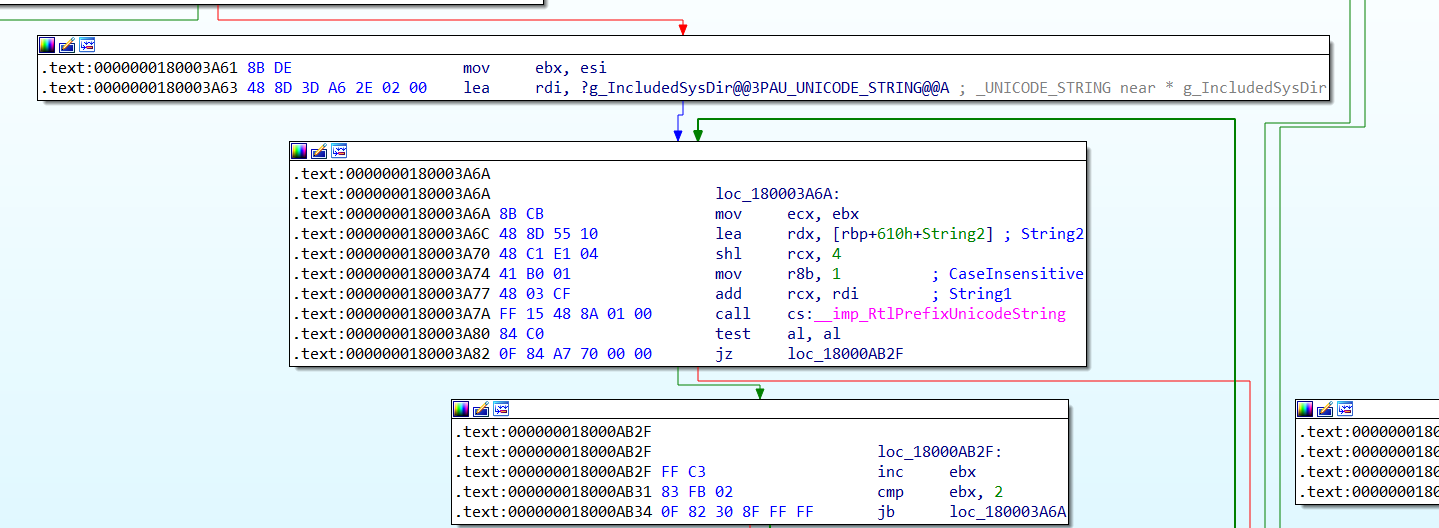 .text:0000000180003A61 8B DE mov ebx, esi
.text:0000000180003A63 48 8D 3D A6 2E 02 00 lea rdi, ?g_IncludedSysDir@@3PAU_UNICODE_STRING@@A ; _UNICODE_STRING near * g_IncludedSysDir
.text:0000000180003A6A
.text:0000000180003A6A loc_180003A6A:
.text:0000000180003A6A 8B CB mov ecx, ebx
.text:0000000180003A6C 48 8D 55 10 lea rdx, [rbp+610h+String2] ; String2
.text:0000000180003A70 48 C1 E1 04 shl rcx, 4
.text:0000000180003A74 41 B0 01 mov r8b, 1 ; CaseInsensitive
.text:0000000180003A77 48 03 CF add rcx, rdi ; String1
.text:0000000180003A7A FF 15 48 8A 01 00 call cs:__imp_RtlPrefixUnicodeString
.text:0000000180003A80 84 C0 test al, al
.text:0000000180003A82 0F 84 A7 70 00 00 jz loc_18000AB2F
.text:000000018000AB2F
.text:000000018000AB2F loc_18000AB2F:
.text:000000018000AB2F FF C3 inc ebx
.text:000000018000AB31 83 FB 02 cmp ebx, 2
.text:000000018000AB34 0F 82 30 8F FF FF jb loc_180003A6A
.text:0000000180
.text:0000000180
.text:0000000180
.text:0000000180